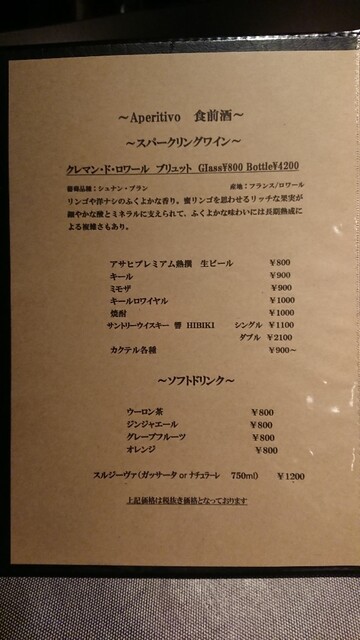 ～Aperitivo　食前酒～
～スパークリングワイン～
クレマン・ド・ロワール　ブリュット　Glass¥800 Bottle¥4200
葡萄品種：シュナン・ブラン　産地：フランス/ロワール
リンゴや洋ナシのふくよかな香り。蜜リンゴを思わせるリッチな果実が
細やかな酸とミネラルに支えられて、ふくよかな味わいには長期熟成に
よる複雑さもあり。
アサヒプレミアム熟撰　生ビール　¥800
キール　¥900
ミモザ　¥900
キールロワイヤル　¥1000
焼酎　¥1000
サントリーウイスキー　響　HIBIKI　シングル　¥1100
ダブル　¥2100
カクテル各種　¥900～
～ソフトドリンク～
ウーロン茶　¥800
ジンジャエール　¥800
グレープフルーツ　¥800
オレンジ　¥800
スルジーヴァ(ガッサータ or ナチュラーレ　750ml)　¥1200
上記価格は税抜き価格となっております